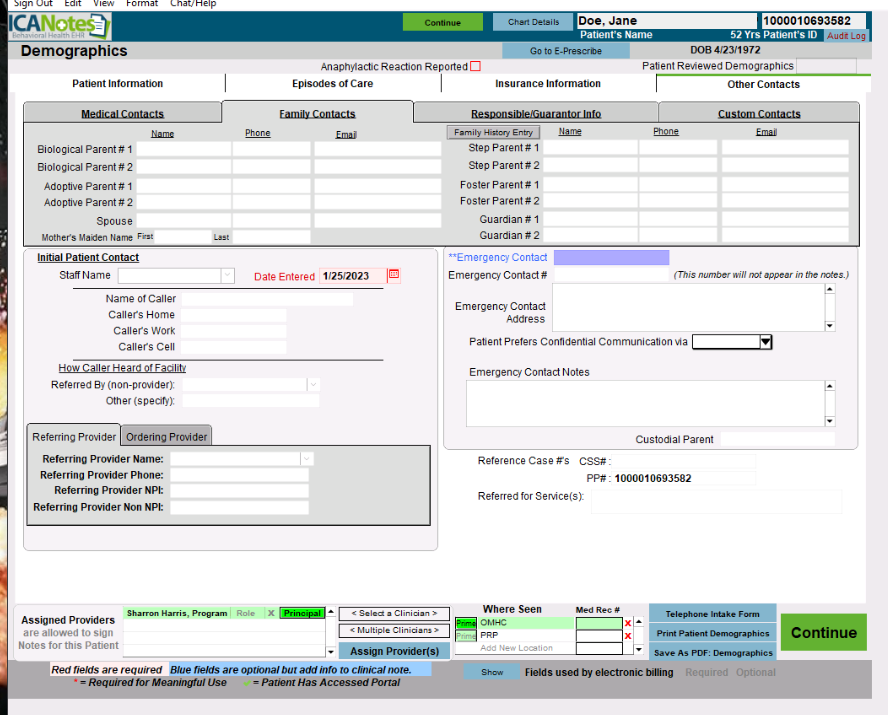 Sign Out Edit View Format Chat/Help
ICANotes
Behavioral Health EHR
Continue
Chart Details
Doe, Jane
1000010693582
Patient's Name
52 Yrs Patient's ID
Audit Log
Demographics
Go to E-Prescribe
DOB 4/23/1972
Anaphylactic Reaction Reported
Patient Reviewed Demographics
Patient Information
Episodes of Care
Insurance Information
Other Contacts
Medical Contacts
Family Contacts
Responsible/Guarantor Info
Custom Contacts
Name Phone Email
Family History Entry
Name Phone Email
Biological Parent # 1
Step Parent # 1
Biological Parent # 2
Step Parent # 2
Adoptive Parent # 1
Foster Parent # 1
Adoptive Parent # 2
Foster Parent # 2
Spouse
Guardian # 1
Mother's Maiden Name First Last
Guardian # 2
Initial Patient Contact
Staff Name
Date Entered 1/25/2023
Name of Caller
Caller's Home
Caller's Work
Caller's Cell
How Caller Heard of Facility
Referred By (non-provider):
Other (specify):
Referring Provider
Ordering Provider
Referring Provider Name:
Referring Provider Phone:
Referring Provider NPI:
Referring Provider Non NPI:
**Emergency Contact
Emergency Contact #
(This number will not appear in the notes.)
Emergency Contact
Address
Patient Prefers Confidential Communication via
Emergency Contact Notes
Custodial Parent
Reference Case #'s CSS# :
PP# : 1000010693582
Referred for Service(s):
Assigned Providers
are allowed to sign
Notes for this Patient
Sharron Harris, Program Role X Principal
< Select a Clinician >
< Multiple Clinicians >
Assign Provider(s)
Where Seen Med Rec #
Prime OMHC X
Prime PRP X
Add New Location
Telephone Intake Form
Print Patient Demographics
Save As PDF: Demographics
Continue
Red fields are required
Blue fields are optional but add info to clinical note.
* = Required for Meaningful Use
= Patient Has Accessed Portal
Show
Fields used by electronic billing Required Optional